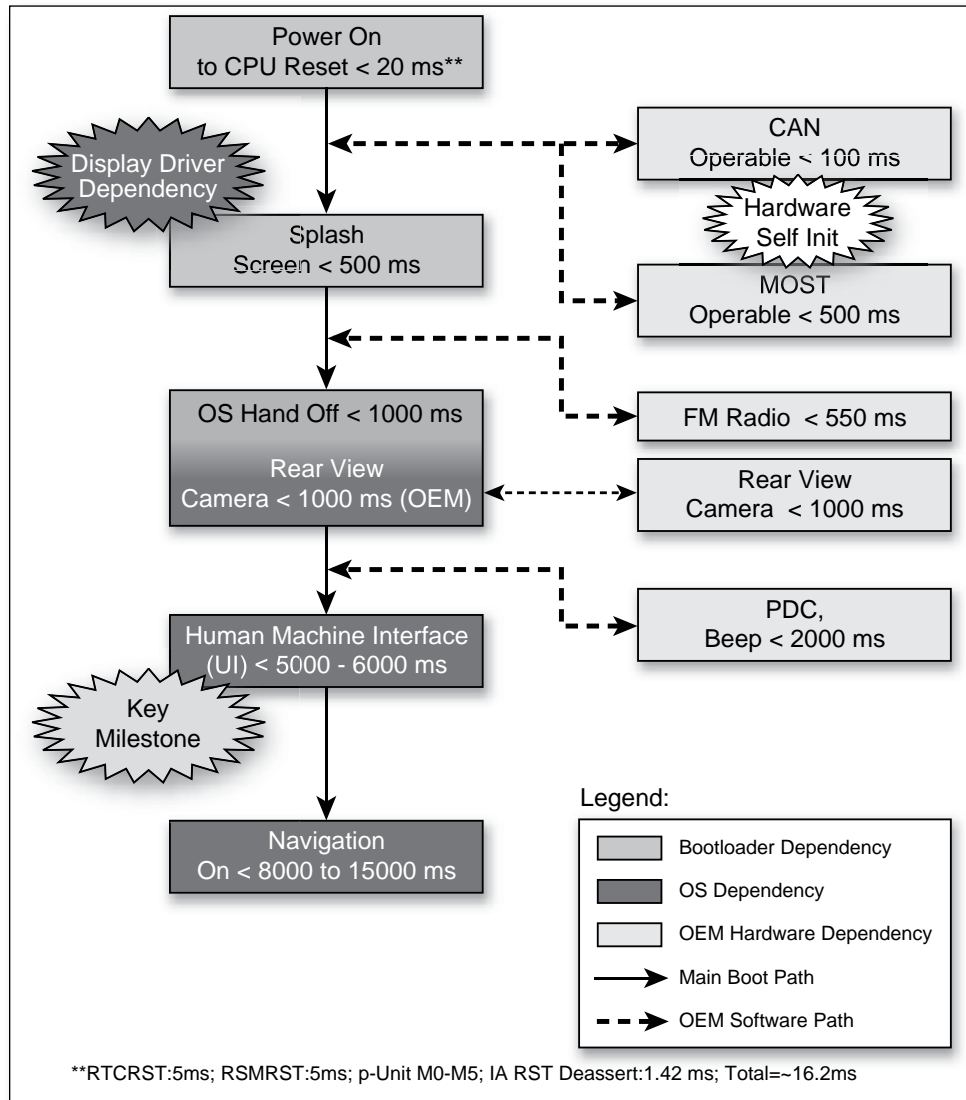 Power On
to CPU Reset < 20 ms**
CAN
Operable < 100 ms
Display Driver
Dependency
Hardware
Self Init
Splash
Screen < 500 ms
MOST
Operable < 500 ms
OS Hand Off < 1000 ms
FM Radio < 550 ms
Rear View
Camera < 1000 ms (OEM)
Rear View
Camera < 1000 ms
PDC,
Beep < 2000 ms
Human Machine Interface
(UI) < 5000 - 6000 ms
Key
Milestone
Navigation
On < 8000 to 15000 ms
Legend:
Bootloader Dependency
OS Dependency
OEM Hardware Dependency
Main Boot Path
OEM Software Path
**RTCRST:5ms; RSMRST:5ms; p-Unit M0-M5; IA RST Deassert:1.42 ms; Total=~16.2ms